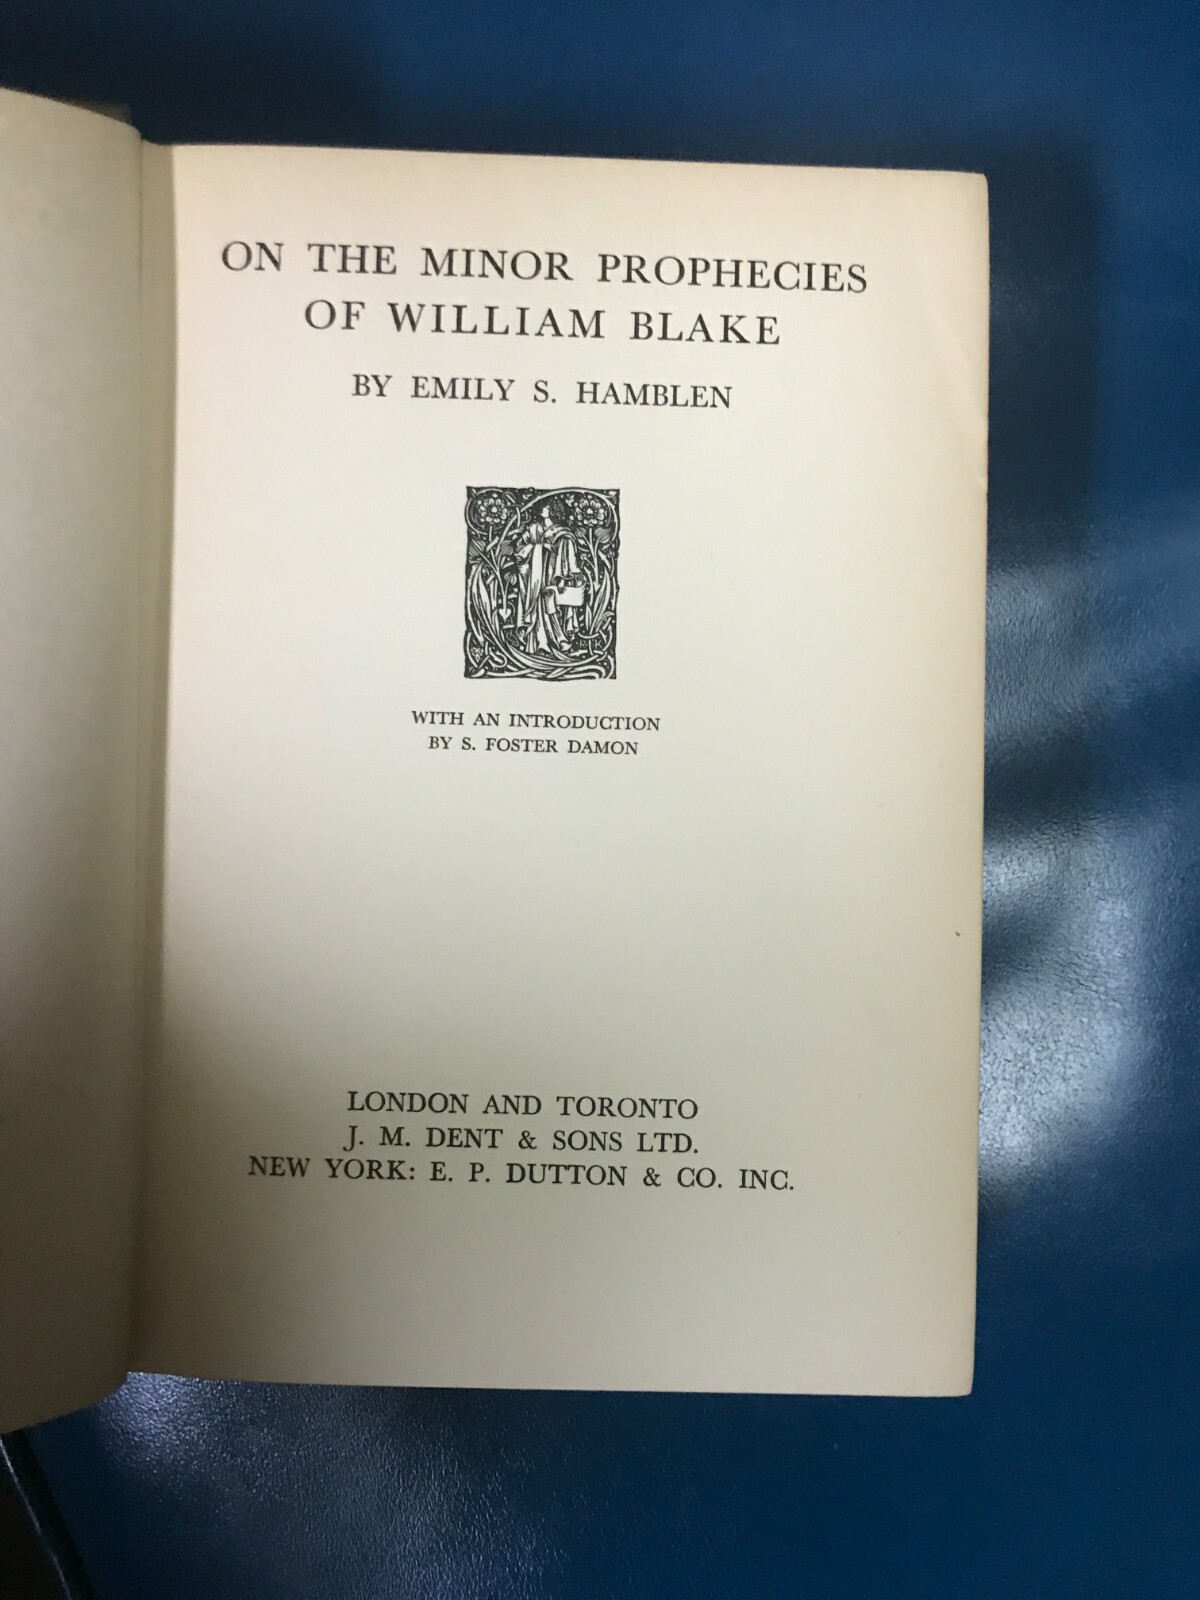 ON THE MINOR PROPHECIES
OF WILLIAM BLAKE
BY EMILY S. HAMBLEN
WITH AN INTRODUCTION
BY S. FOSTER DAMON
LONDON AND TORONTO
J. M. DENT & SONS LTD.
NEW YORK: E. P. DUTTON & CO. INC.